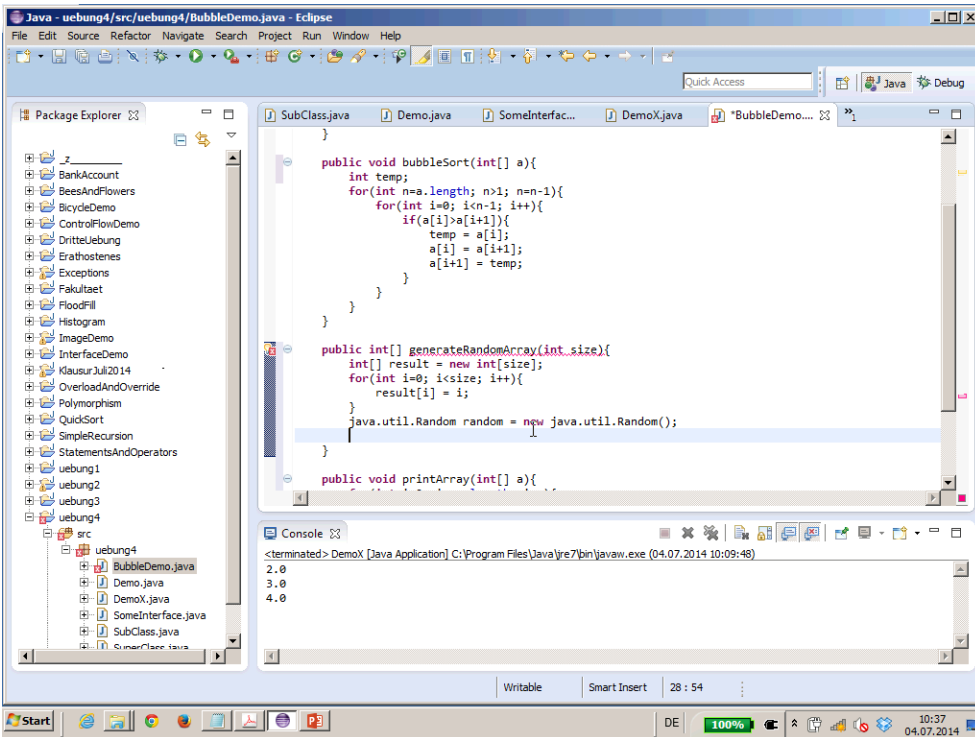 Java - uebung4/src/uebung4/BubbleDemo.java - Eclipse
File Edit Source Refactor Navigate Search Project Run Window Help
Quick Access
Java
Debug
Package Explorer
SubClass.java
Demo.java
SomeInterfac...
DemoX.java
*BubbleDemo....
1
_z_________
BankAccount
BeesAndFlowers
BicycleDemo
ControlFlowDemo
DritteUebung
Erathostenes
Exceptions
Fakultaet
FloodFill
Histogram
ImageDemo
InterfaceDemo
KlausurJuli2014
OverloadAndOverride
Polymorphism
QuickSort
SimpleRecursion
StatementsAndOperators
uebung1
uebung2
uebung3
uebung4
src
uebung4
BubbleDemo.java
Demo.java
DemoX.java
SomeInterface.java
SubClass.java
SuperClass.java
}
public void bubbleSort(int[] a){
int temp;
for(int n=a.length; n>1; n=n-1){
for(int i=0; i<n-1; i++){
if(a[i]>a[i+1]){
temp = a[i];
a[i] = a[i+1];
a[i+1] = temp;
}
}
}
}
public int[] generateRandomArray(int size){
int[] result = new int[size];
for(int i=0; i<size; i++){
result[i] = i;
}
java.util.Random random = new java.util.Random();
}
public void printArray(int[] a){
Console
<terminated> DemoX [Java Application] C:\Program Files\Java\jre7\bin\javaw.exe (04.07.2014 10:09:48)
2.0
3.0
4.0
Writable
Smart Insert
28 : 54
Start
DE
100%
10:37
04.07.2014